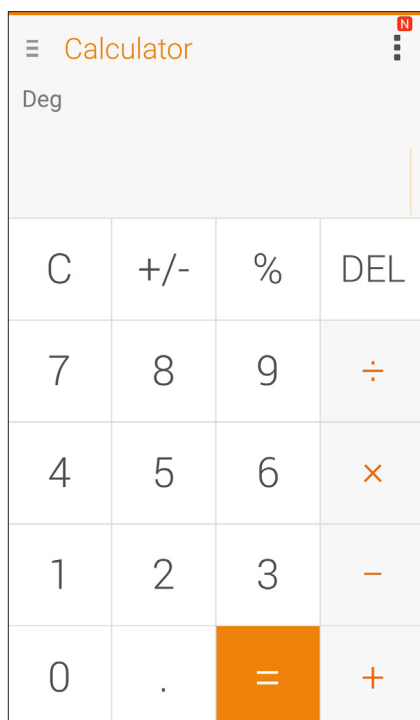 N
Calculator
Deg
C +/- % DEL
7 8 9 ÷
4 5 6 ×
1 2 3 −
0 . = +